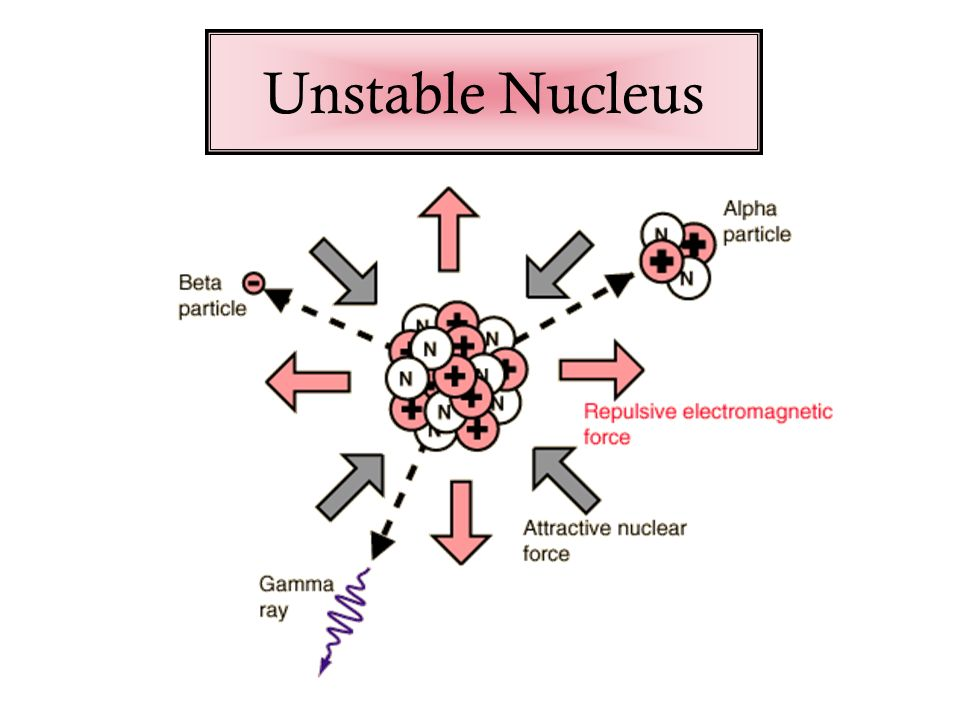 Unstable Nucleus
Alpha
particle
N
+
+
N
Beta
particle
-
N
+
N
+
N
+
+
N
+
N
+
+
N
+
N
N
+
Repulsive electromagnetic
force
Attractive nuclear
force
Gamma
ray